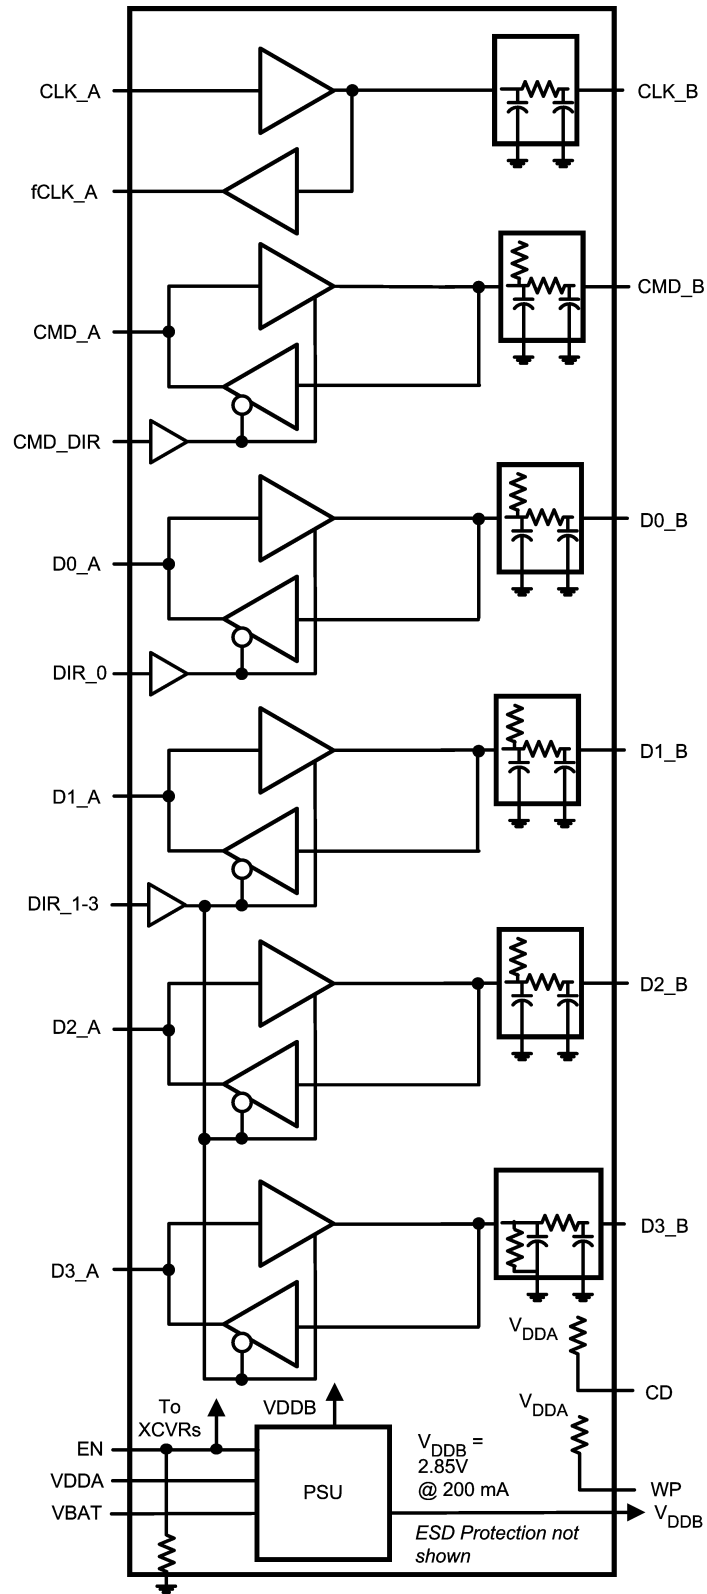 CLK_A
CLK_B
fCLK_A
CMD_A
CMD_B
CMD_DIR
D0_A
D0_B
DIR_0
D1_A
D1_B
DIR_1-3
D2_A
D2_B
D3_A
D3_B
VDDA
CD
VDDA
WP
To
XCVRs
VDDB
EN
VDDA
VBAT
PSU
VDDB =
2.85V
@ 200 mA
VDDB
ESD Protection not
shown